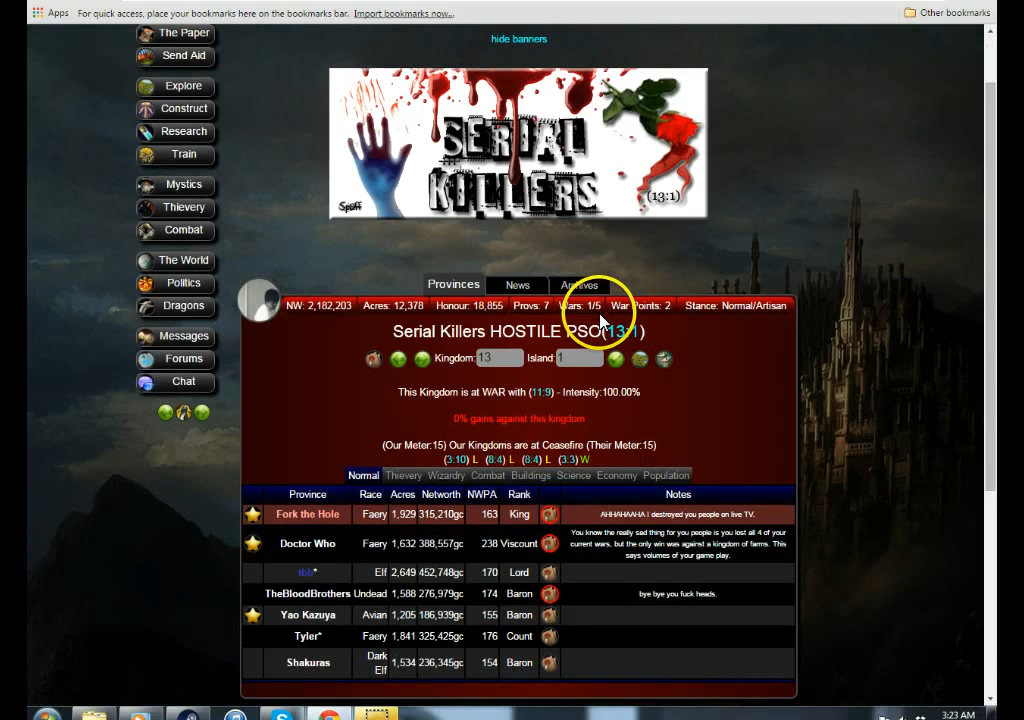 Apps For quick access, place your bookmarks here on the bookmarks bar. Import bookmarks now... Other bookmarks
The Paper
Send Aid
Explore
Construct
Research
Train
Mystics
Thievery
Combat
The World
Politics
Dragons
Messages
Forums
Chat
hide banners
SERIAL
KILLERS
Spoff
(13:1)
Provinces News Archives
NW: 2,182,203 Acres: 12,378 Honour: 18,855 Provs: 7 Wars: 1/5 War Points: 2 Stance: Normal/Artisan
Serial Killers HOSTILE PSO(13:1)
Kingdom: 13 Island: 1
This Kingdom is at WAR with (11:9) - Intensity:100.00%
0% gains against this kingdom
(Our Meter:15) Our Kingdoms are at Ceasefire (Their Meter:15)
(3:10) L (8:4) L (8:4) L (3:3) W
Normal Thievery Wizardry Combat Buildings Science Economy Population
Province Race Acres Networth NWPA Rank Notes
Fork the Hole Faery 1,929 315,210gc 163 King AHHAHAAHA I destroyed you people on live TV.
You know the really sad thing for you people is you lost all 4 of your
Doctor Who Faery 1,632 388,557gc 238 Viscount current wars, but the only win was against a kingdom of farms. This
says volumes of your game play.
tbb* Elf 2,649 452,748gc 170 Lord
TheBloodBrothers Undead 1,588 276,979gc 174 Baron bye bye you fuck heads.
Yao Kazuya Avian 1,205 186,939gc 155 Baron
Tyler* Faery 1,841 325,425gc 176 Count
Shakuras Dark Elf 1,534 236,345gc 154 Baron
3:23 AM